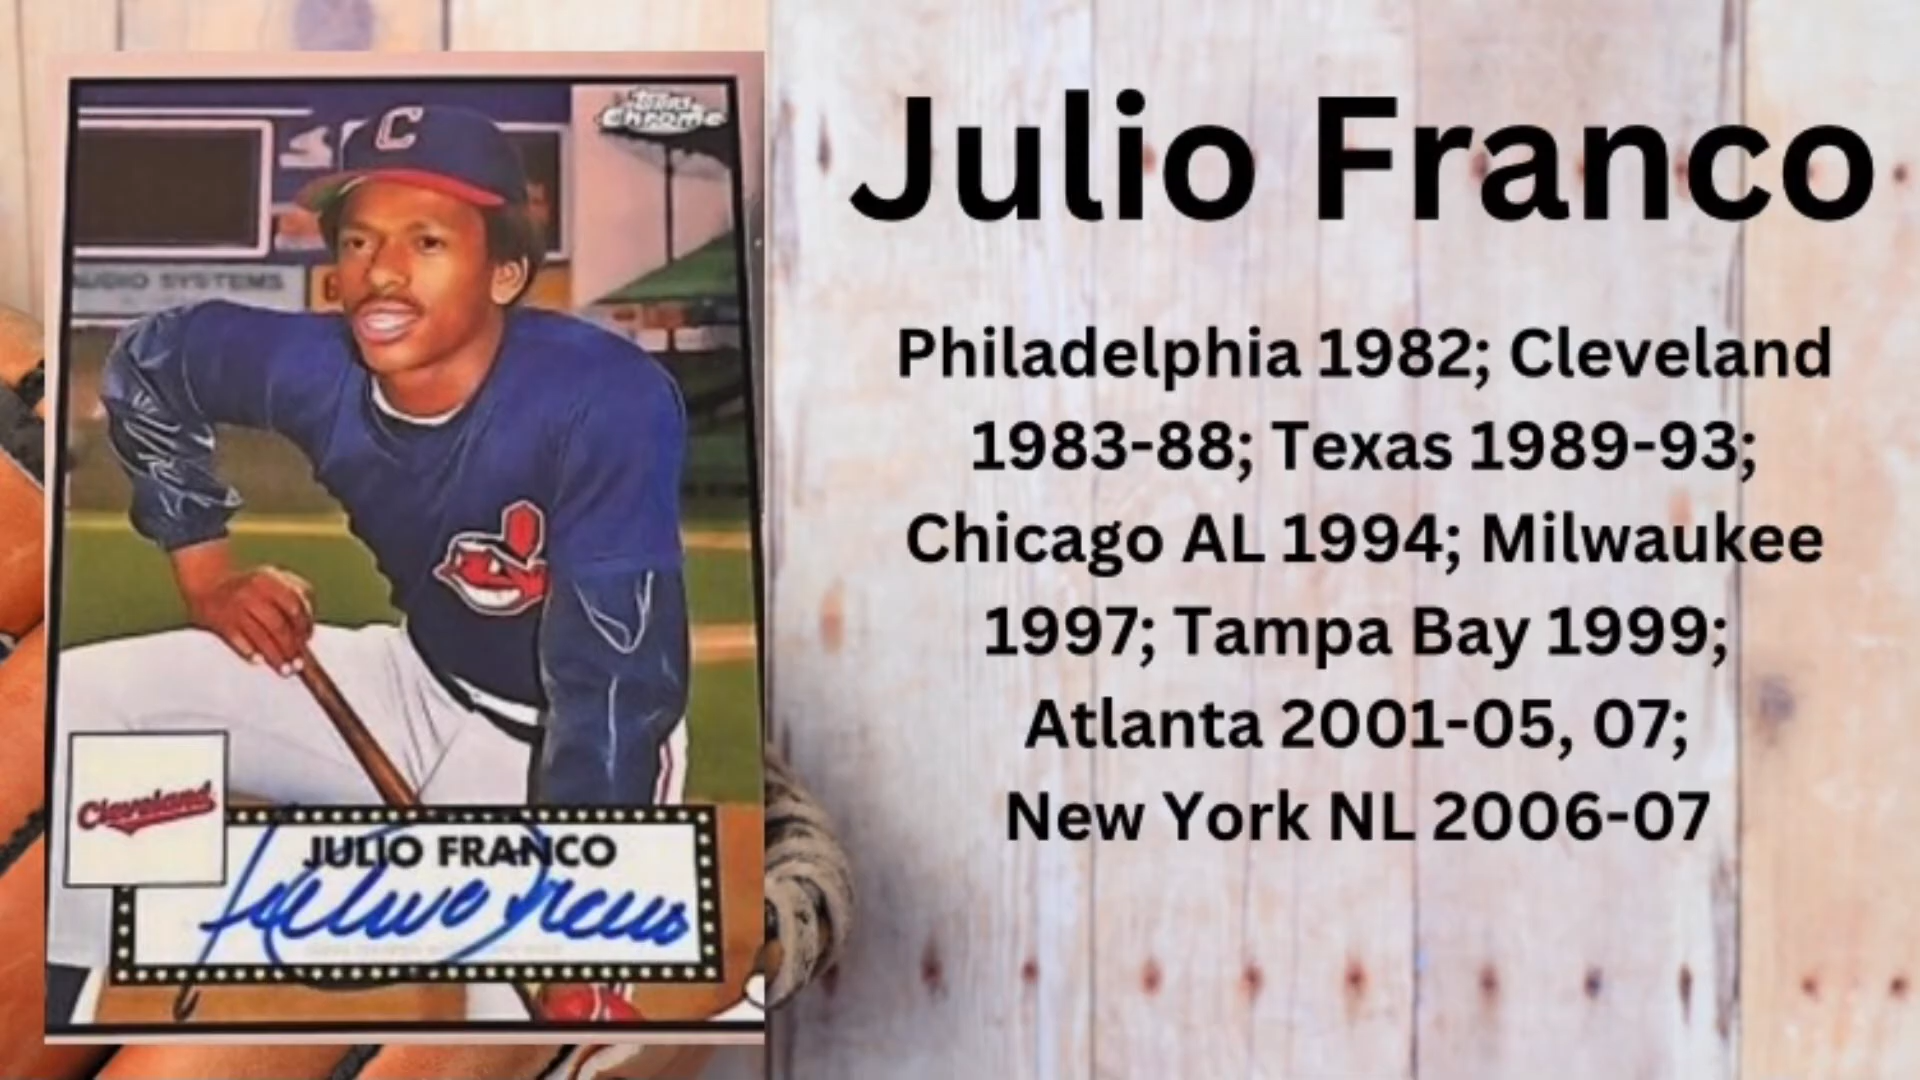 Topps
Chrome
C
AUDIO SYSTEMS
Cleveland
JULIO FRANCO
Julio Franco
Philadelphia 1982; Cleveland
1983-88; Texas 1989-93;
Chicago AL 1994; Milwaukee
1997; Tampa Bay 1999;
Atlanta 2001-05, 07;
New York NL 2006-07